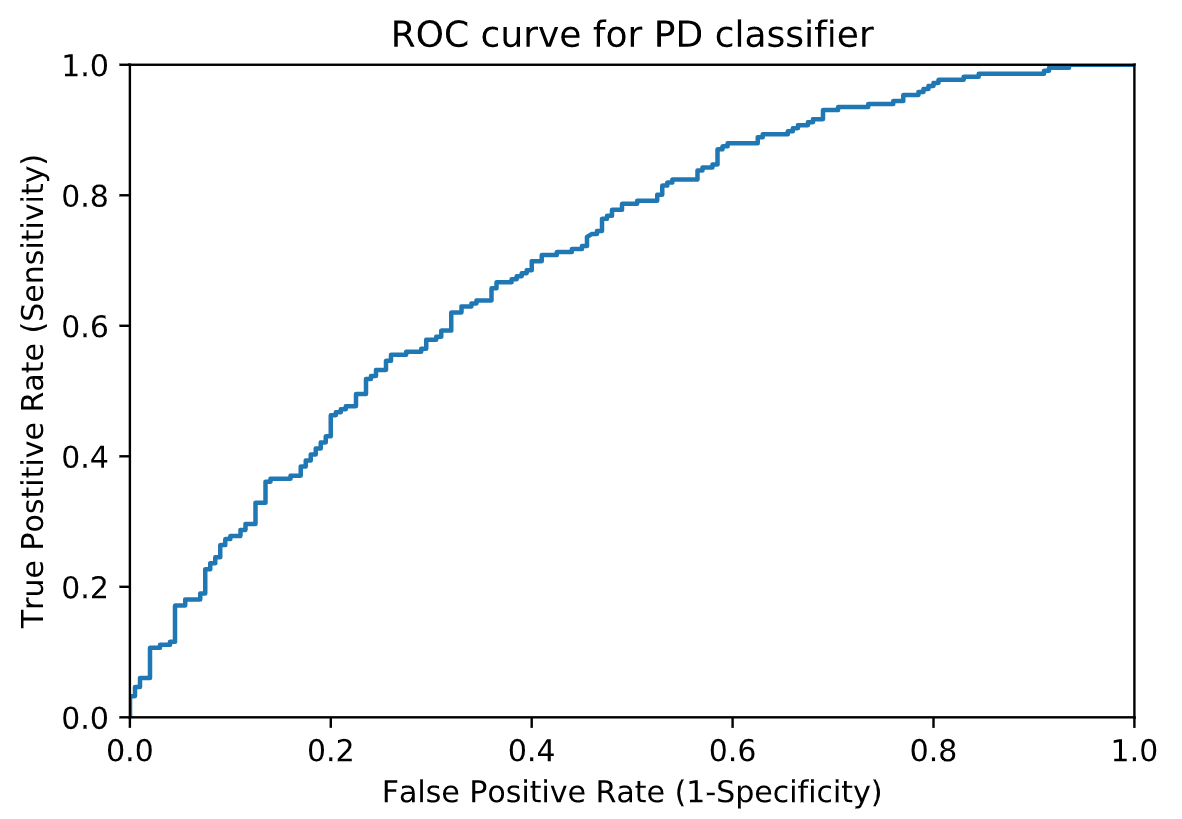 ROC curve for PD classifier
1.0
0.8
0.6
0.4
0.2
0.0
True Postitive Rate (Sensitivity)
0.0 0.2 0.4 0.6 0.8 1.0
False Positive Rate (1-Specificity)